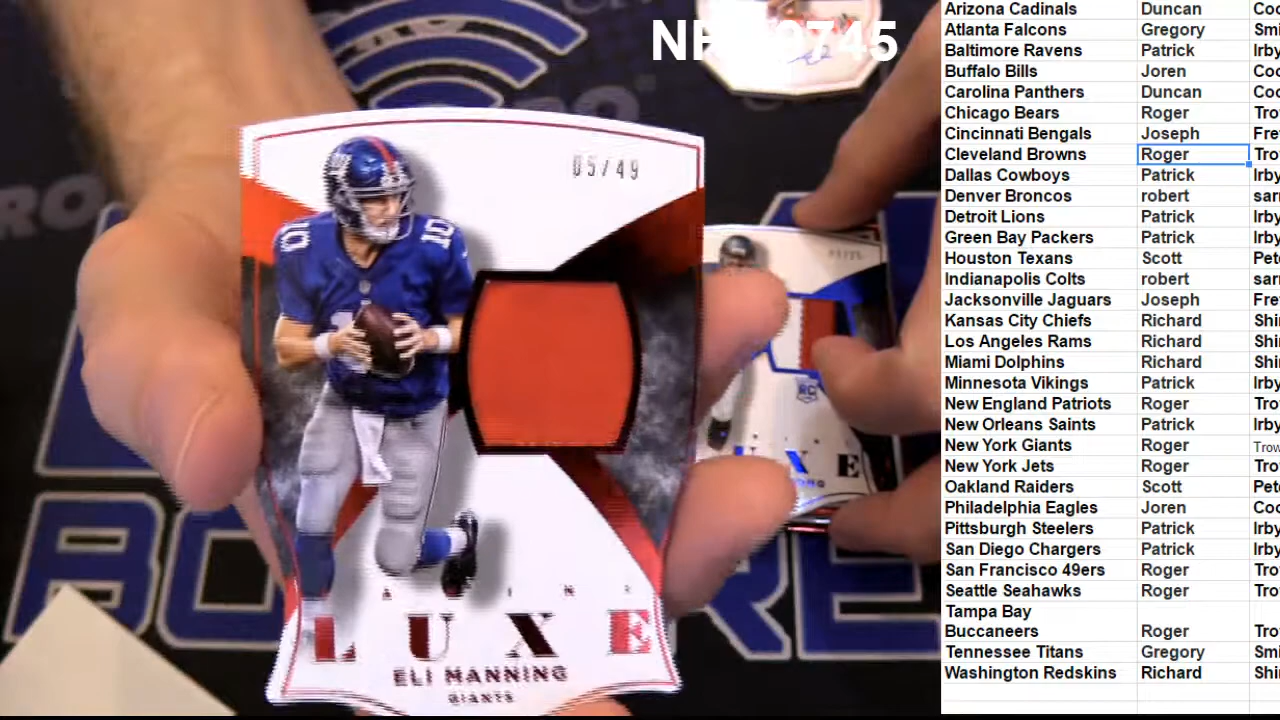 05/49
10
10
LUXE
ELI MANNING
GIANTS
RC
Arizona Cadinals Duncan
Atlanta Falcons Gregory
Baltimore Ravens Patrick
Buffalo Bills Joren
Carolina Panthers Duncan
Chicago Bears Roger
Cincinnati Bengals Joseph
Cleveland Browns Roger
Dallas Cowboys Patrick
Denver Broncos robert
Detroit Lions Patrick
Green Bay Packers Patrick
Houston Texans Scott
Indianapolis Colts robert
Jacksonville Jaguars Joseph
Kansas City Chiefs Richard
Los Angeles Rams Richard
Miami Dolphins Richard
Minnesota Vikings Patrick
New England Patriots Roger
New Orleans Saints Patrick
New York Giants Roger
New York Jets Roger
Oakland Raiders Scott
Philadelphia Eagles Joren
Pittsburgh Steelers Patrick
San Diego Chargers Patrick
San Francisco 49ers Roger
Seattle Seahawks Roger
Tampa Bay
Buccaneers Roger
Tennessee Titans Gregory
Washington Redskins Richard